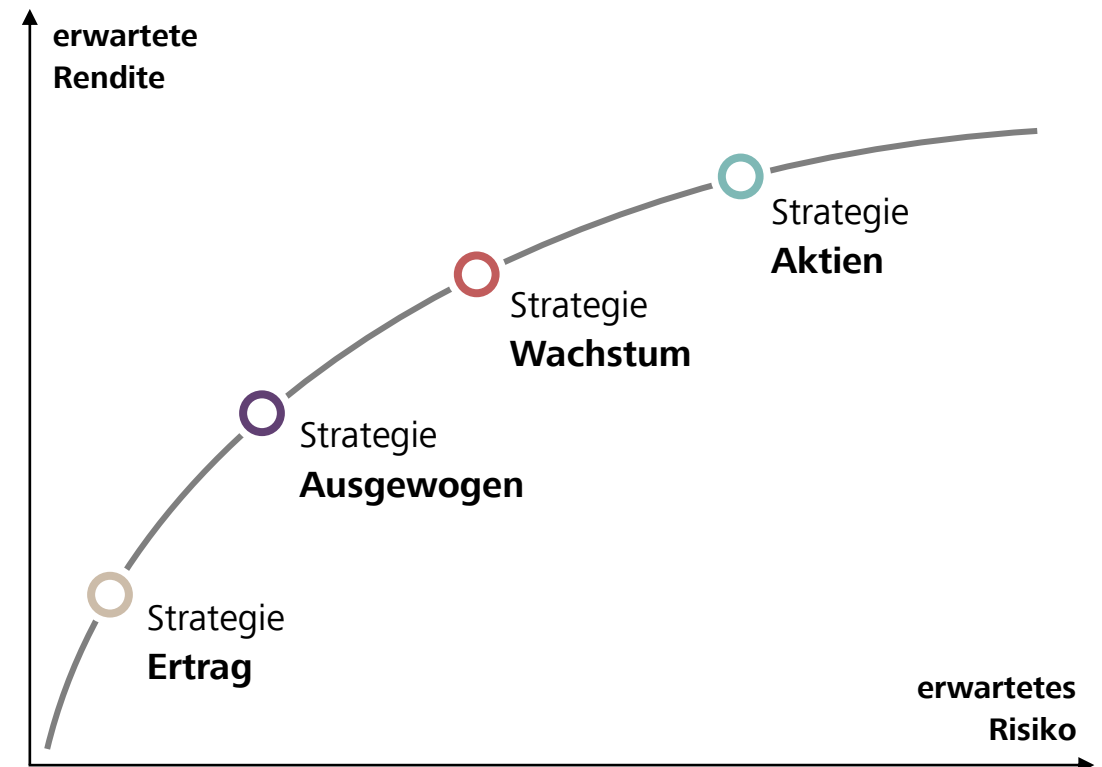 erwartete
Rendite
Strategie
Aktien
Strategie
Wachstum
Strategie
Ausgewogen
Strategie
Ertrag
erwartetes
Risiko